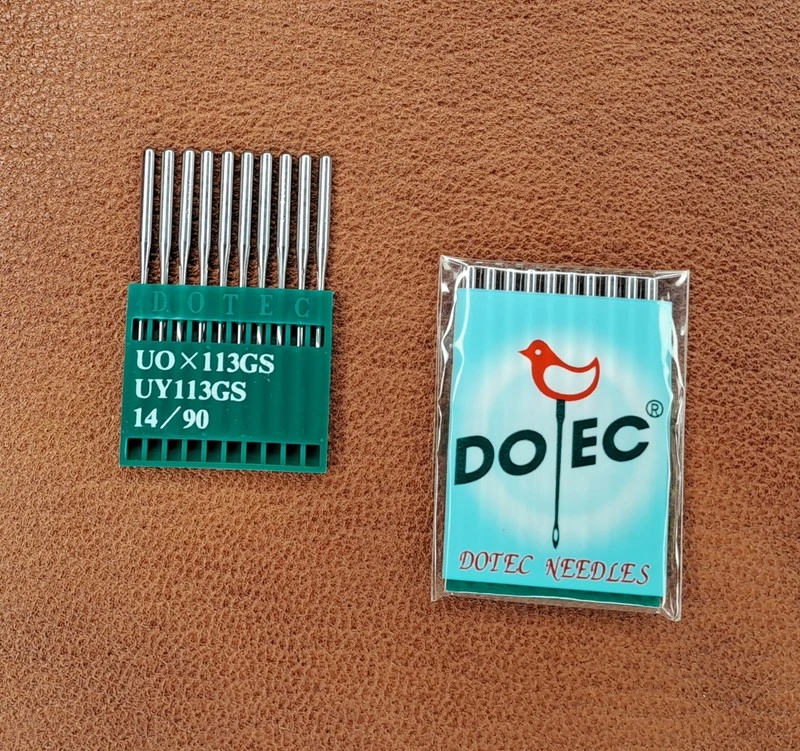 DOTEC
UO×113GS
UY113GS
14/90
DOTEC®
DOTEC NEEDLES